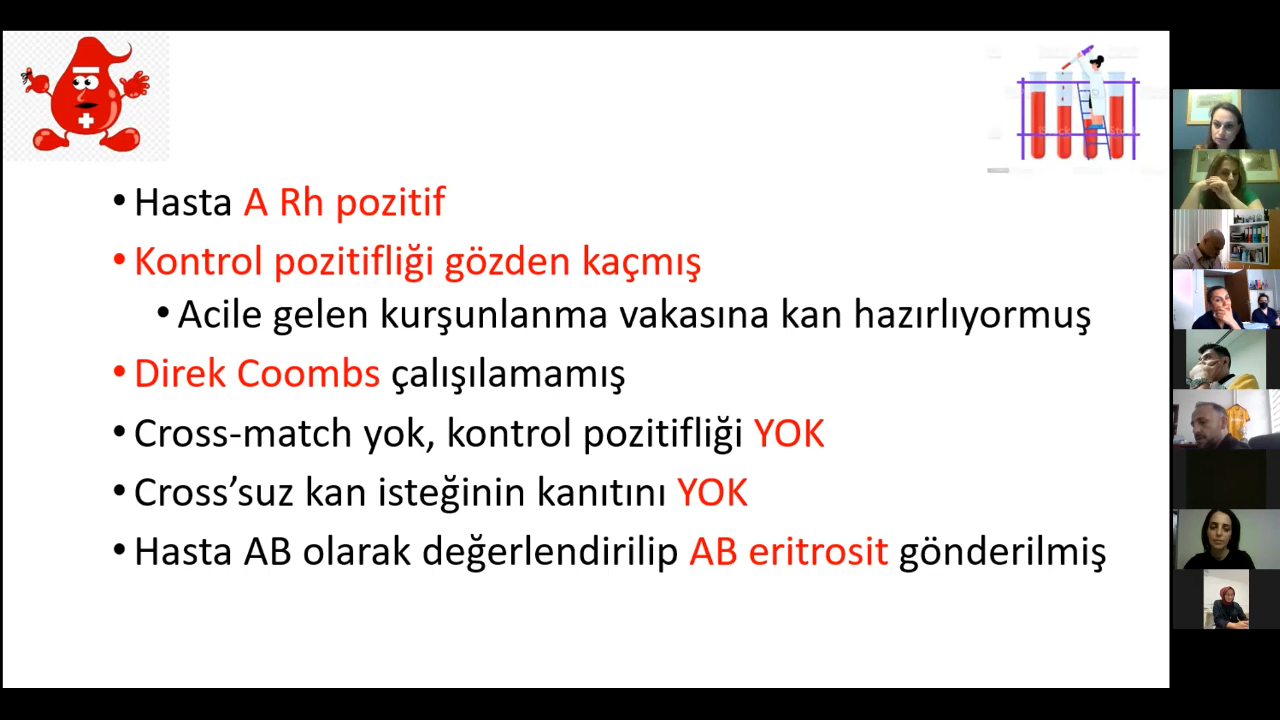 • Hasta A Rh pozitif
• Kontrol pozitifliği gözden kaçmış
• Acile gelen kurşunlanma vakasına kan hazırlıyormuş
• Direk Coombs çalışılamamış
• Cross-match yok, kontrol pozitifliği YOK
• Cross’suz kan isteğinin kanıtını YOK
• Hasta AB olarak değerlendirilip AB eritrosit gönderilmiş